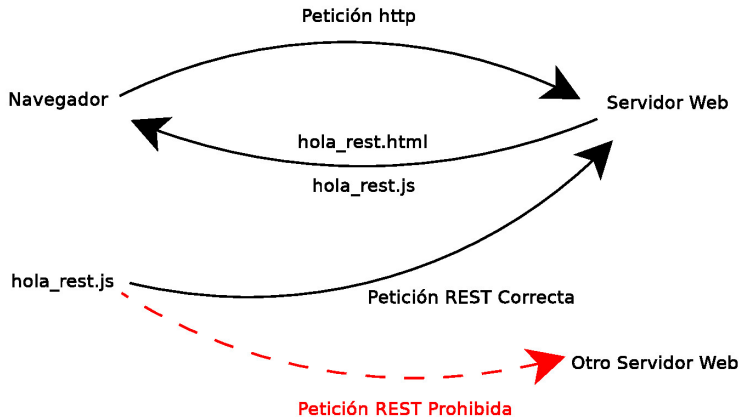 Petición http
Navegador
Servidor Web
hola_rest.html
hola_rest.js
hola_rest.js
Petición REST Correcta
Otro Servidor Web
Petición REST Prohibida